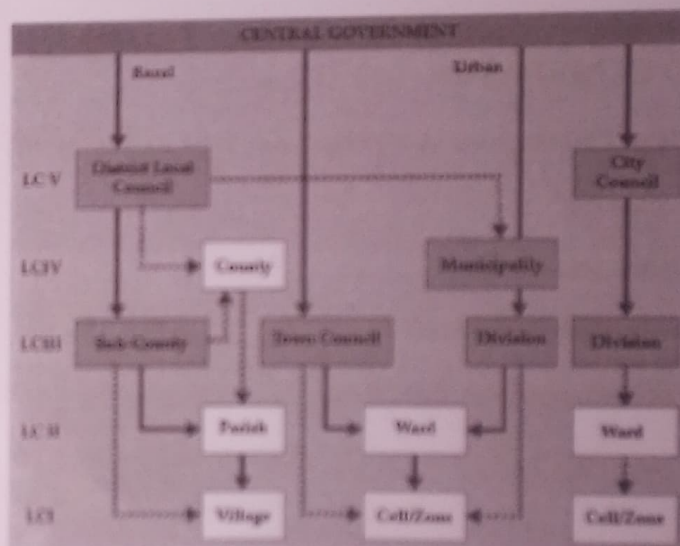 CENTRAL GOVERNMENT
Rural
Urban
LC V
District Local
Council
City
Council
LCIV
County
Municipality
LCIII
Sub-County
Town Council
Division
Division
LC II
Parish
Ward
Ward
LCI
Village
Cell/Zone
Cell/Zone